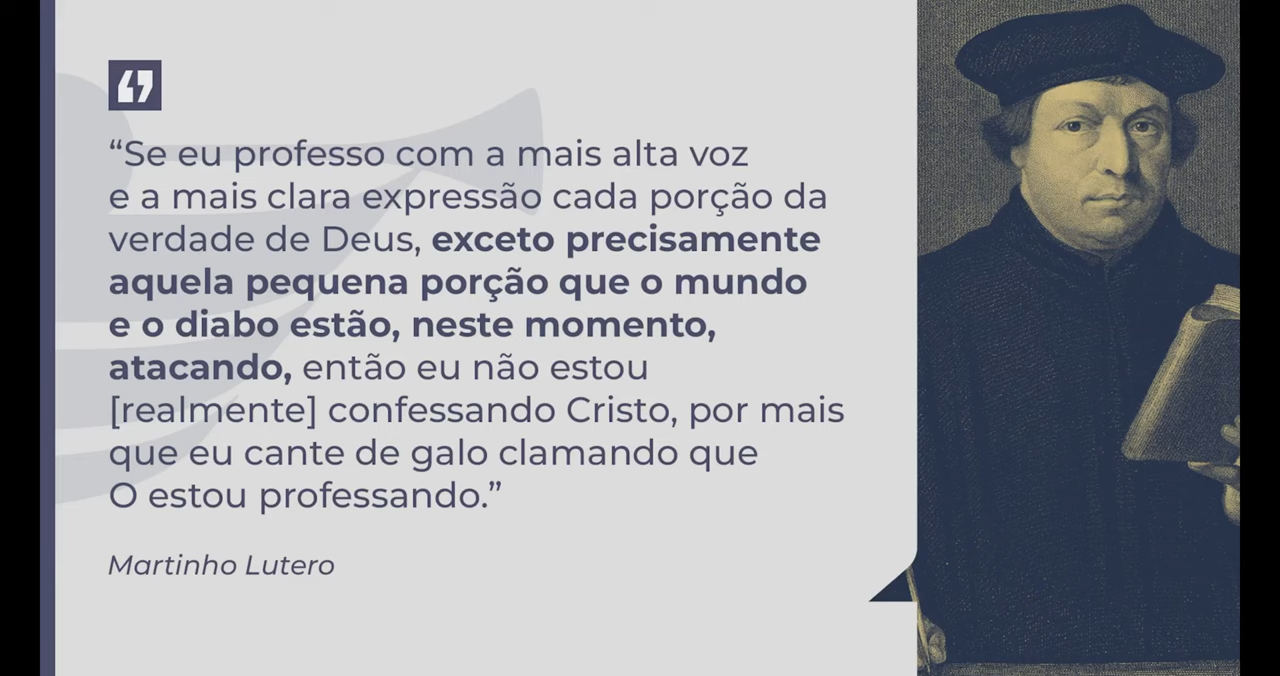 “Se eu professo com a mais alta voz
e a mais clara expressão cada porção da
verdade de Deus, exceto precisamente
aquela pequena porção que o mundo
e o diabo estão, neste momento,
atacando, então eu não estou
[realmente] confessando Cristo, por mais
que eu cante de galo clamando que
O estou professando.”
Martinho Lutero